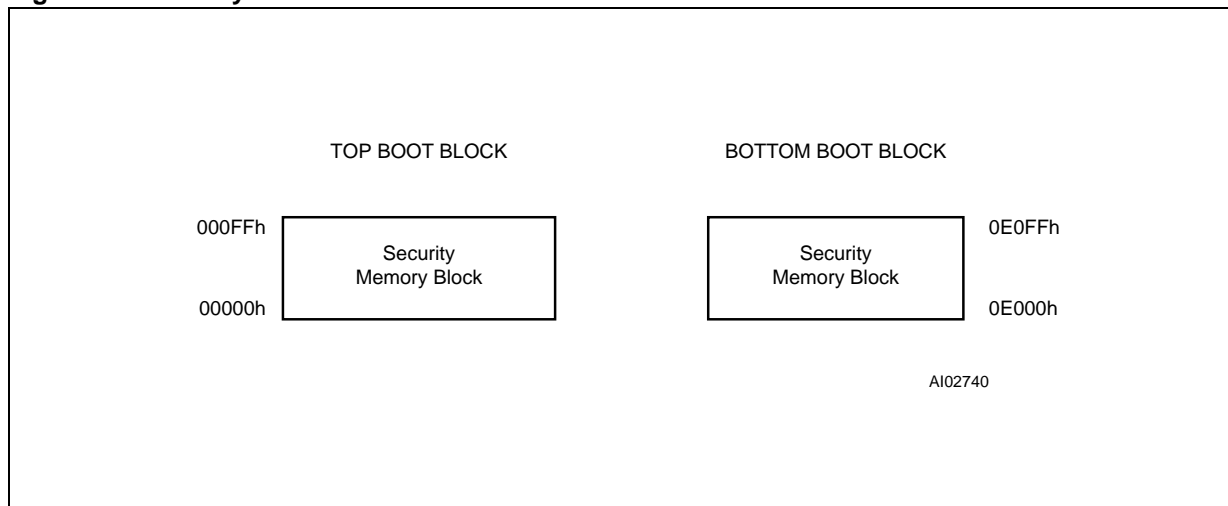 TOP BOOT BLOCK
BOTTOM BOOT BLOCK
000FFh
Security
Memory Block
00000h
Security
Memory Block
0E0FFh
0E000h
AI02740